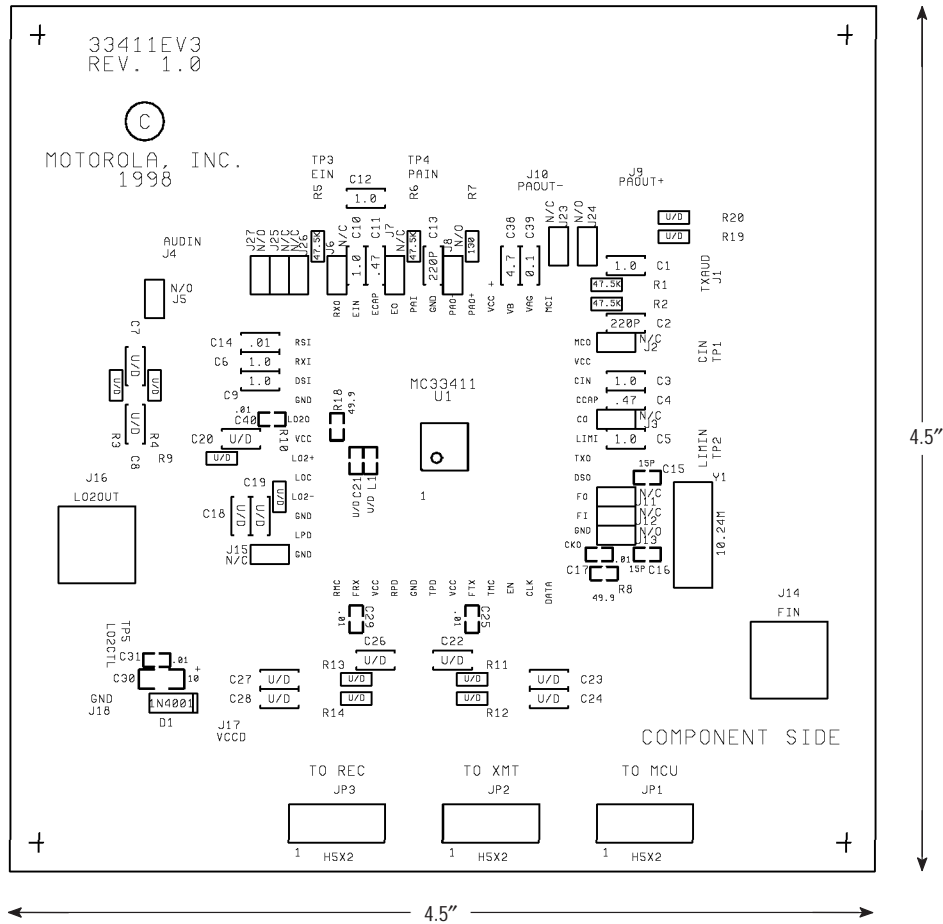 33411EV3
REV. 1.0
C
MOTOROLA, INC.
1998
TP3
EIN
R5
C12
1.0
TP4
PAIN
R6
R7
J10
PAOUT-
J9
PAOUT+
U/D R20
U/D R19
AUDIN
J4
N/O
J5
J27
N/O
J25
N/C
J26
N/C
47.5K
J6
N/C
C10
1.0
C11
.47
J7
N/C
47.5K
C13
220P
J8
N/O
130
C38
4.7
C39
0.1
N/C
J23
N/O
J24
1.0 C1
47.5K R1
47.5K R2
220P C2
TXAUD
J1
RXO
EIN
ECAP
EO
PAI
GND
PAO-
PAO+
VCC
+
VB
VAG
MCI
MCO
N/C
J2
VCC
CIN
TP1
C7
U/D
U/D
U/D
U/D
R3
R4
C8
R9
C14 .01 RSI
C6 1.0 RXI
1.0 DSI
C9
GND
.01
C40
LO2O
R10
C20 U/D
U/D
VCC
LO2+
LOC
C19
U/D
LO2-
C18 U/D U/D
GND
LPD
J15
N/C
GND
R18
49.9
MC33411
U1
1
C21
U/D
L1
U/D
CIN 1.0 C3
CCAP .47 C4
CO
N/C
J3
LIMI 1.0 C5
LIMIN
TP2
TXO
DSO
15P
C15
FO
N/C
J11
FI
N/C
J12
GND
N/O
J13
CKO
Y1
10.24M
C17
.01
15P
C16
R8
49.9
J16
LO2OUT
J14
FIN
RMC
FRX
VCC
RPD
GND
TPD
VCC
FTX
TMC
EN
CLK
DATA
.01
C29
.01
C25
C26
U/D
C22
U/D
R13
U/D
R11
U/D
C27 U/D
C28 U/D
U/D
R14
U/D
R12
U/D C23
U/D C24
TP5
LO2CTL
C31
.01
C30
+
10
GND
J18
1N4001
D1
J17
VCCD
COMPONENT SIDE
TO REC
JP3
1
H5X2
TO XMT
JP2
1
H5X2
TO MCU
JP1
1
H5X2
4.5″
4.5″